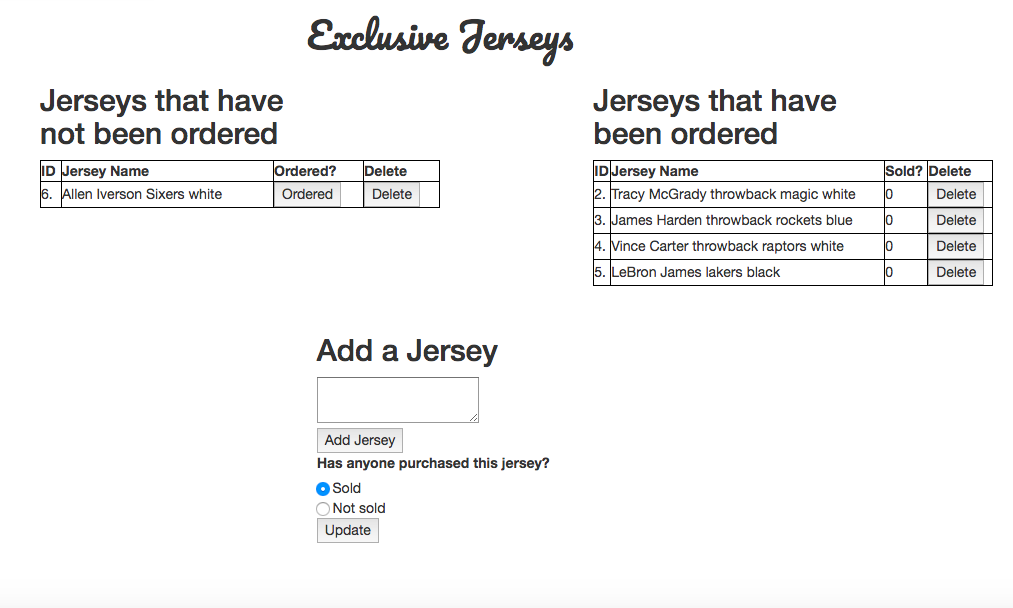 Exclusive Jerseys
Jerseys that have
not been ordered
ID Jersey Name Ordered? Delete
6. Allen Iverson Sixers white Ordered Delete
Jerseys that have
been ordered
ID Jersey Name Sold? Delete
2. Tracy McGrady throwback magic white 0 Delete
3. James Harden throwback rockets blue 0 Delete
4. Vince Carter throwback raptors white 0 Delete
5. LeBron James lakers black 0 Delete
Add a Jersey
Add Jersey
Has anyone purchased this jersey?
Sold
Not sold
Update